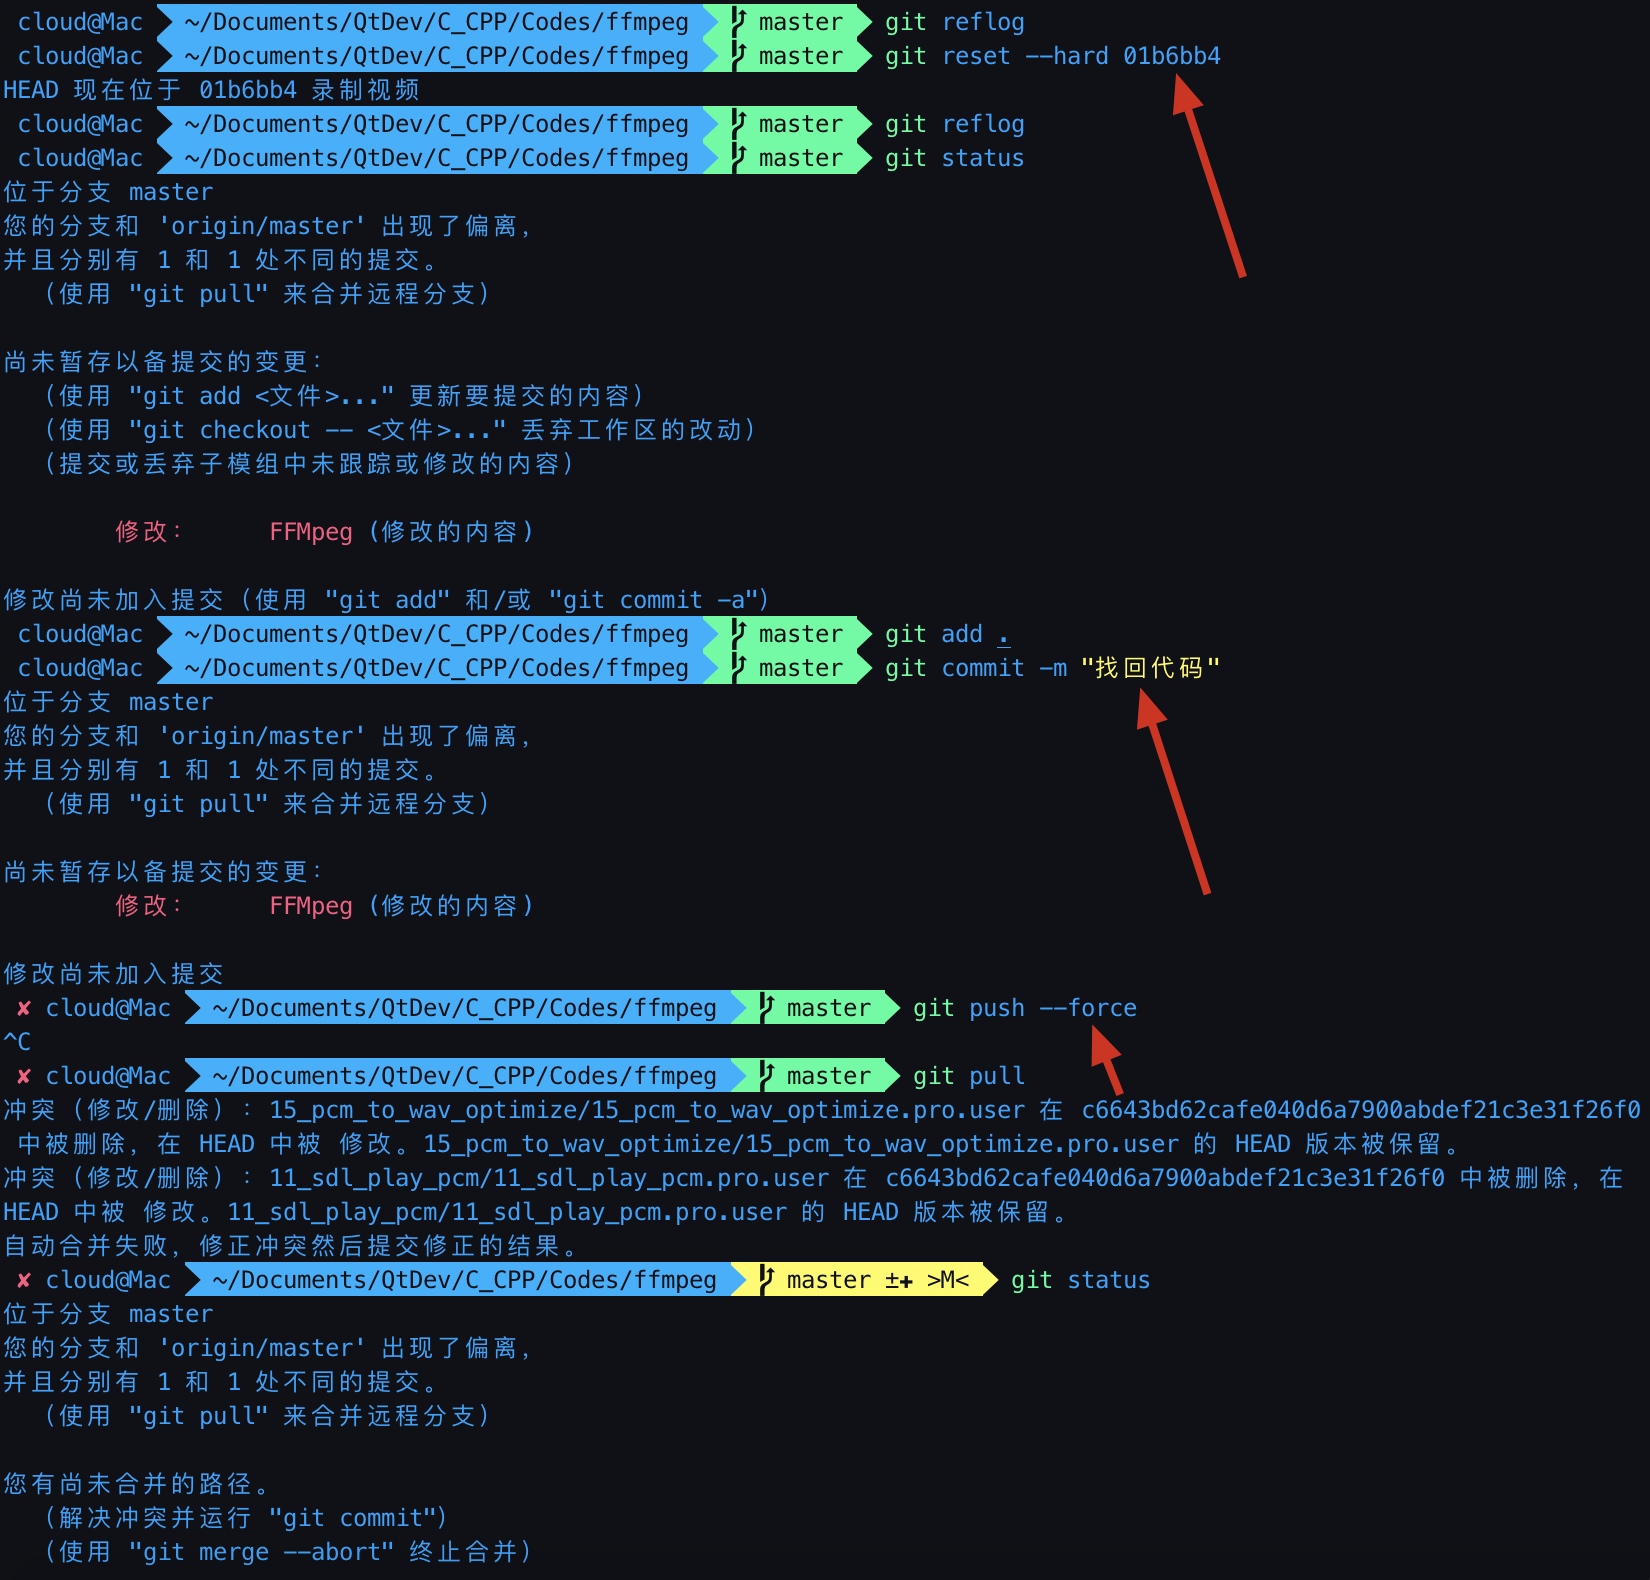 cloud@Mac ~/Documents/QtDev/C_CPP/Codes/ffmpeg master git reflog
cloud@Mac ~/Documents/QtDev/C_CPP/Codes/ffmpeg master git reset --hard 01b6bb4
HEAD 现在位于 01b6bb4 录制视频
cloud@Mac ~/Documents/QtDev/C_CPP/Codes/ffmpeg master git reflog
cloud@Mac ~/Documents/QtDev/C_CPP/Codes/ffmpeg master git status
位于分支 master
您的分支和 'origin/master' 出现了偏离，
并且分别有 1 和 1 处不同的提交。
（使用 "git pull" 来合并远程分支）
尚未暂存以备提交的变更：
（使用 "git add <文件>..." 更新要提交的内容）
（使用 "git checkout -- <文件>..." 丢弃工作区的改动）
（提交或丢弃子模组中未跟踪或修改的内容）
修改： FFMpeg (修改的内容)
修改尚未加入提交（使用 "git add" 和/或 "git commit -a"）
cloud@Mac ~/Documents/QtDev/C_CPP/Codes/ffmpeg master git add .
cloud@Mac ~/Documents/QtDev/C_CPP/Codes/ffmpeg master git commit -m "找回代码"
位于分支 master
您的分支和 'origin/master' 出现了偏离，
并且分别有 1 和 1 处不同的提交。
（使用 "git pull" 来合并远程分支）
尚未暂存以备提交的变更：
修改： FFMpeg (修改的内容)
修改尚未加入提交
✘ cloud@Mac ~/Documents/QtDev/C_CPP/Codes/ffmpeg master git push --force
^C
✘ cloud@Mac ~/Documents/QtDev/C_CPP/Codes/ffmpeg master git pull
冲突（修改/删除）：15_pcm_to_wav_optimize/15_pcm_to_wav_optimize.pro.user 在 c6643bd62cafe040d6a7900abdef21c3e31f26f0
中被删除，在 HEAD 中被 修改。15_pcm_to_wav_optimize/15_pcm_to_wav_optimize.pro.user 的 HEAD 版本被保留。
冲突（修改/删除）：11_sdl_play_pcm/11_sdl_play_pcm.pro.user 在 c6643bd62cafe040d6a7900abdef21c3e31f26f0 中被删除，在
HEAD 中被 修改。11_sdl_play_pcm/11_sdl_play_pcm.pro.user 的 HEAD 版本被保留。
自动合并失败，修正冲突然后提交修正的结果。
✘ cloud@Mac ~/Documents/QtDev/C_CPP/Codes/ffmpeg master ±✚ >M< git status
位于分支 master
您的分支和 'origin/master' 出现了偏离，
并且分别有 1 和 1 处不同的提交。
（使用 "git pull" 来合并远程分支）
您有尚未合并的路径。
（解决冲突并运行 "git commit"）
（使用 "git merge --abort" 终止合并）